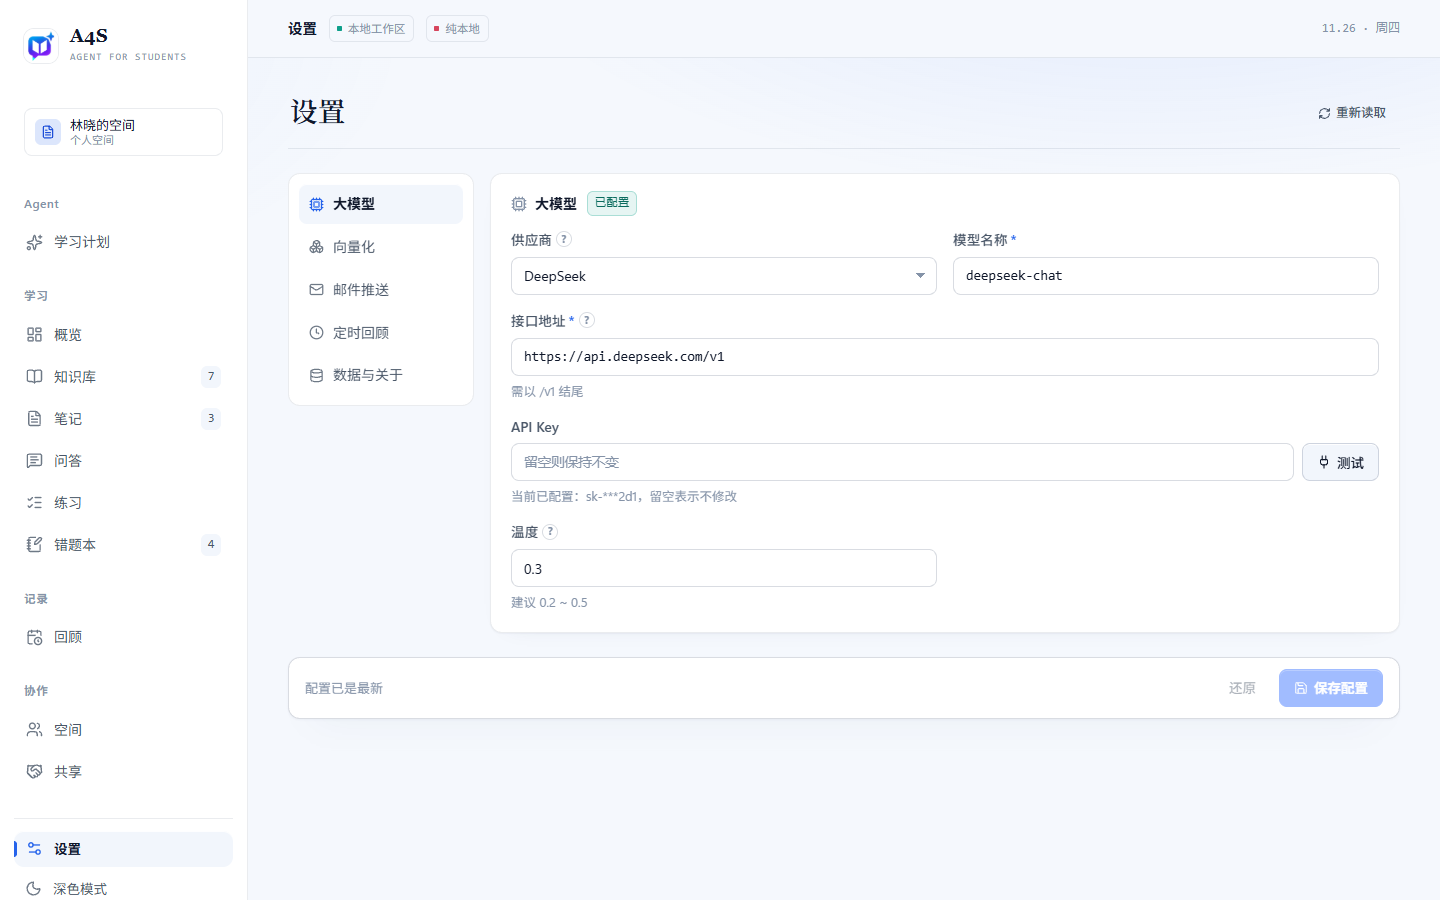 A4S
AGENT FOR STUDENTS
林晓的空间
个人空间
Agent
学习计划
学习
概览
知识库 7
笔记 3
问答
练习
错题本 4
记录
回顾
协作
空间
共享
设置
深色模式
设置 本地工作区 纯本地 11.26 · 周四
设置
重新读取
大模型
向量化
邮件推送
定时回顾
数据与关于
大模型 已配置
供应商 ? 模型名称 *
DeepSeek deepseek-chat
接口地址 * ?
https://api.deepseek.com/v1
需以 /v1 结尾
API Key
留空则保持不变 测试
当前已配置：sk-***2d1，留空表示不修改
温度 ?
0.3
建议 0.2 ~ 0.5
配置已是最新 还原 保存配置